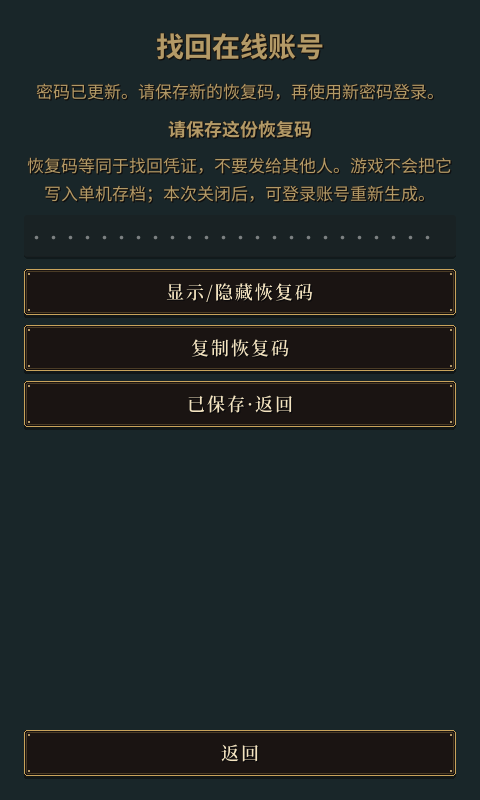 找回在线账号
密码已更新。请保存新的恢复码，再使用新密码登录。
请保存这份恢复码
恢复码等同于找回凭证，不要发给其他人。游戏不会把它
写入单机存档；本次关闭后，可登录账号重新生成。
显示/隐藏恢复码
复制恢复码
已保存·返回
返回